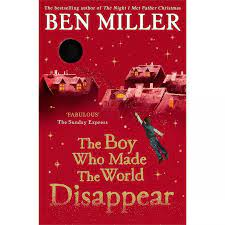 The bestselling author of The Night I Met Father Christmas
BEN MILLER
'FABULOUS'
The Sunday Express
The Boy
Who Made
The World
Disappear